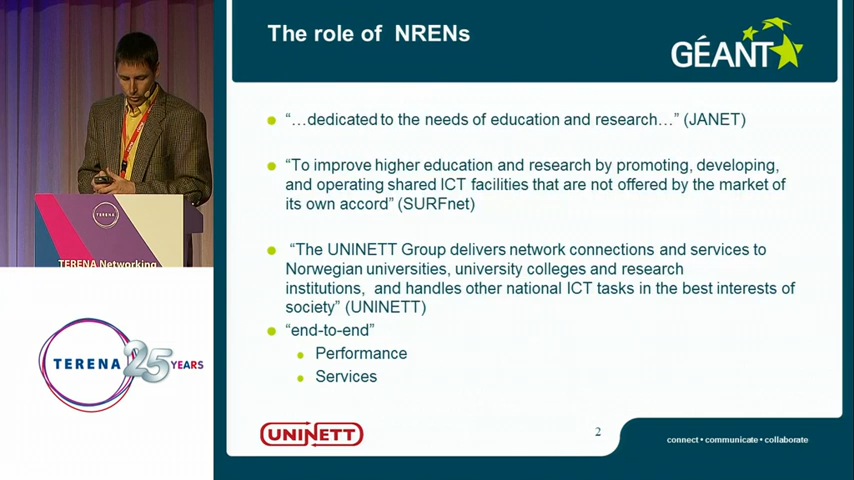 The role of NRENs
GÉANT
"…dedicated to the needs of education and research…" (JANET)
"To improve higher education and research by promoting, developing,
and operating shared ICT facilities that are not offered by the market of
its own accord" (SURFnet)
"The UNINETT Group delivers network connections and services to
Norwegian universities, university colleges and research
institutions, and handles other national ICT tasks in the best interests of
society" (UNINETT)
"end-to-end"
Performance
Services
UNINETT
2
connect • communicate • collaborate
TERENA
TERENA Networking
TERENA 25 YEARS